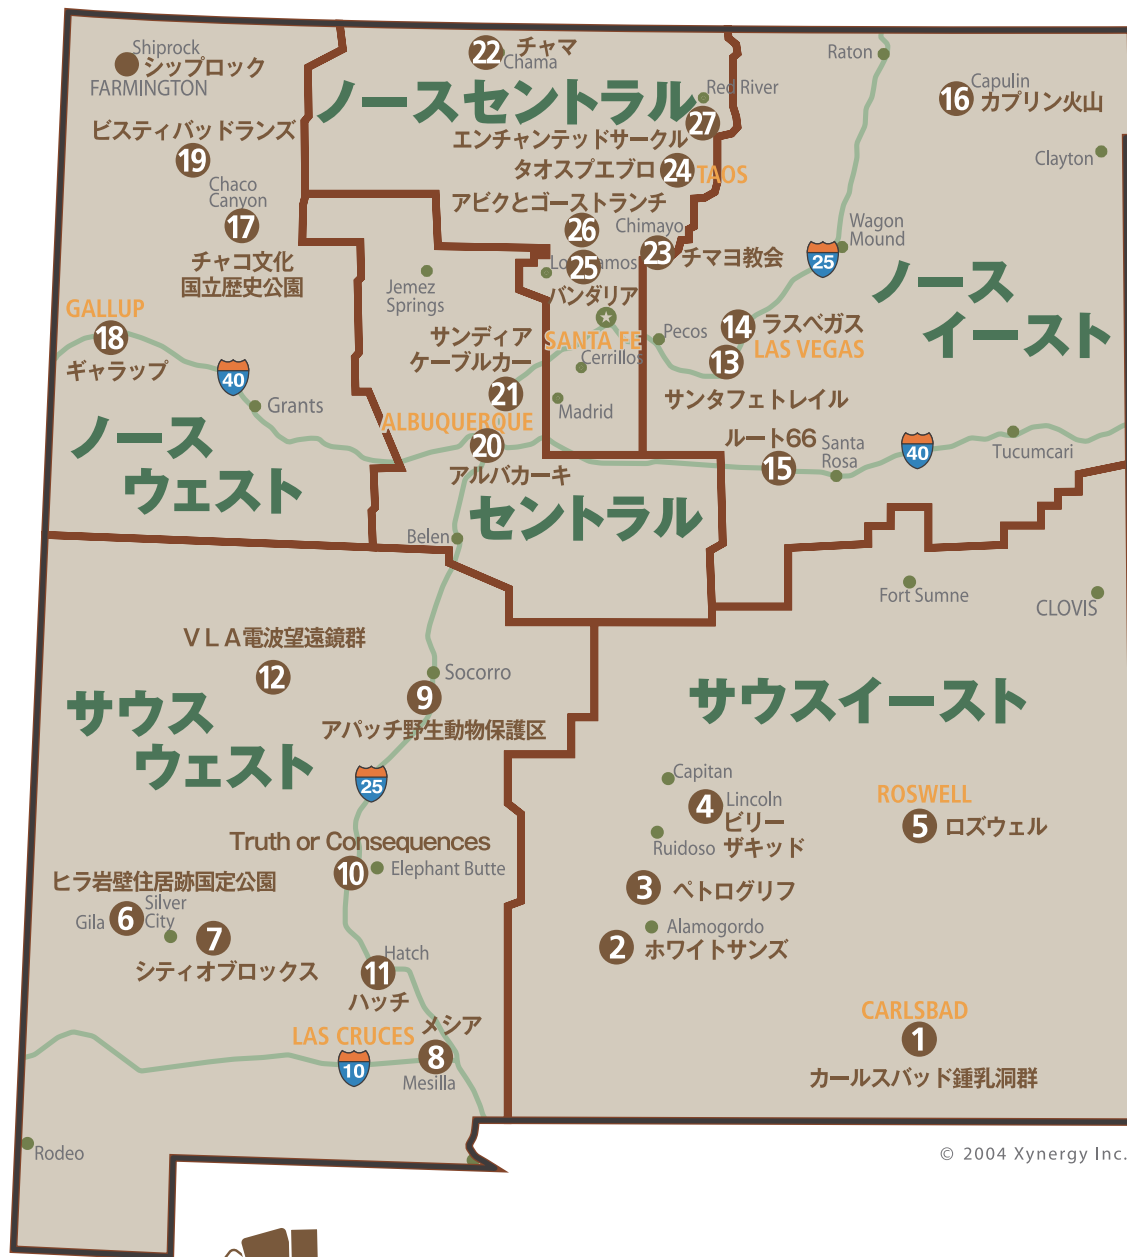 Shiprock
シップロック
FARMINGTON
22
チャマ
Chama
ノースセントラル
Red River
27
エンチャンテッドサークル
タオスプエブロ
24
TAOS
Raton
16
Capulin
カプリン火山
Clayton
ビスティバッドランズ
19
Chaco
Canyon
17
チャコ文化
国立歴史公園
アビクとゴーストランチ
26
Chimayo
23
チマヨ教会
25
バンダリア
Jemez
Springs
Wagon
Mound
25
ノース
イースト
GALLUP
18
ギャラップ
40
Grants
ノース
ウェスト
サンディア
ケーブルカー
21
SANTA FE
Cerrillos
Madrid
Pecos
14
ラスベガス
LAS VEGAS
13
サンタフェトレイル
ALBUQUERQUE
20
アルバカーキ
ルート66
15
Santa
Rosa
40
Tucumcari
セントラル
Belen
Fort Sumne
CLOVIS
VLA電波望遠鏡群
12
Socorro
9
アパッチ野生動物保護区
サウス
ウェスト
25
サウスイースト
Capitan
4
Lincoln
ビリー
ザキッド
Ruidoso
ROSWELL
5
ロズウェル
Truth or Consequences
10
Elephant Butte
3
ペトログリフ
ヒラ岩壁住居跡国定公園
Gila
6
Silver
City
7
シティオブロックス
Alamogordo
2
ホワイトサンズ
Hatch
11
ハッチ
LAS CRUCES
メシア
8
Mesilla
10
CARLSBAD
1
カールスバッド鍾乳洞群
Rodeo
© 2004 Xynergy Inc.